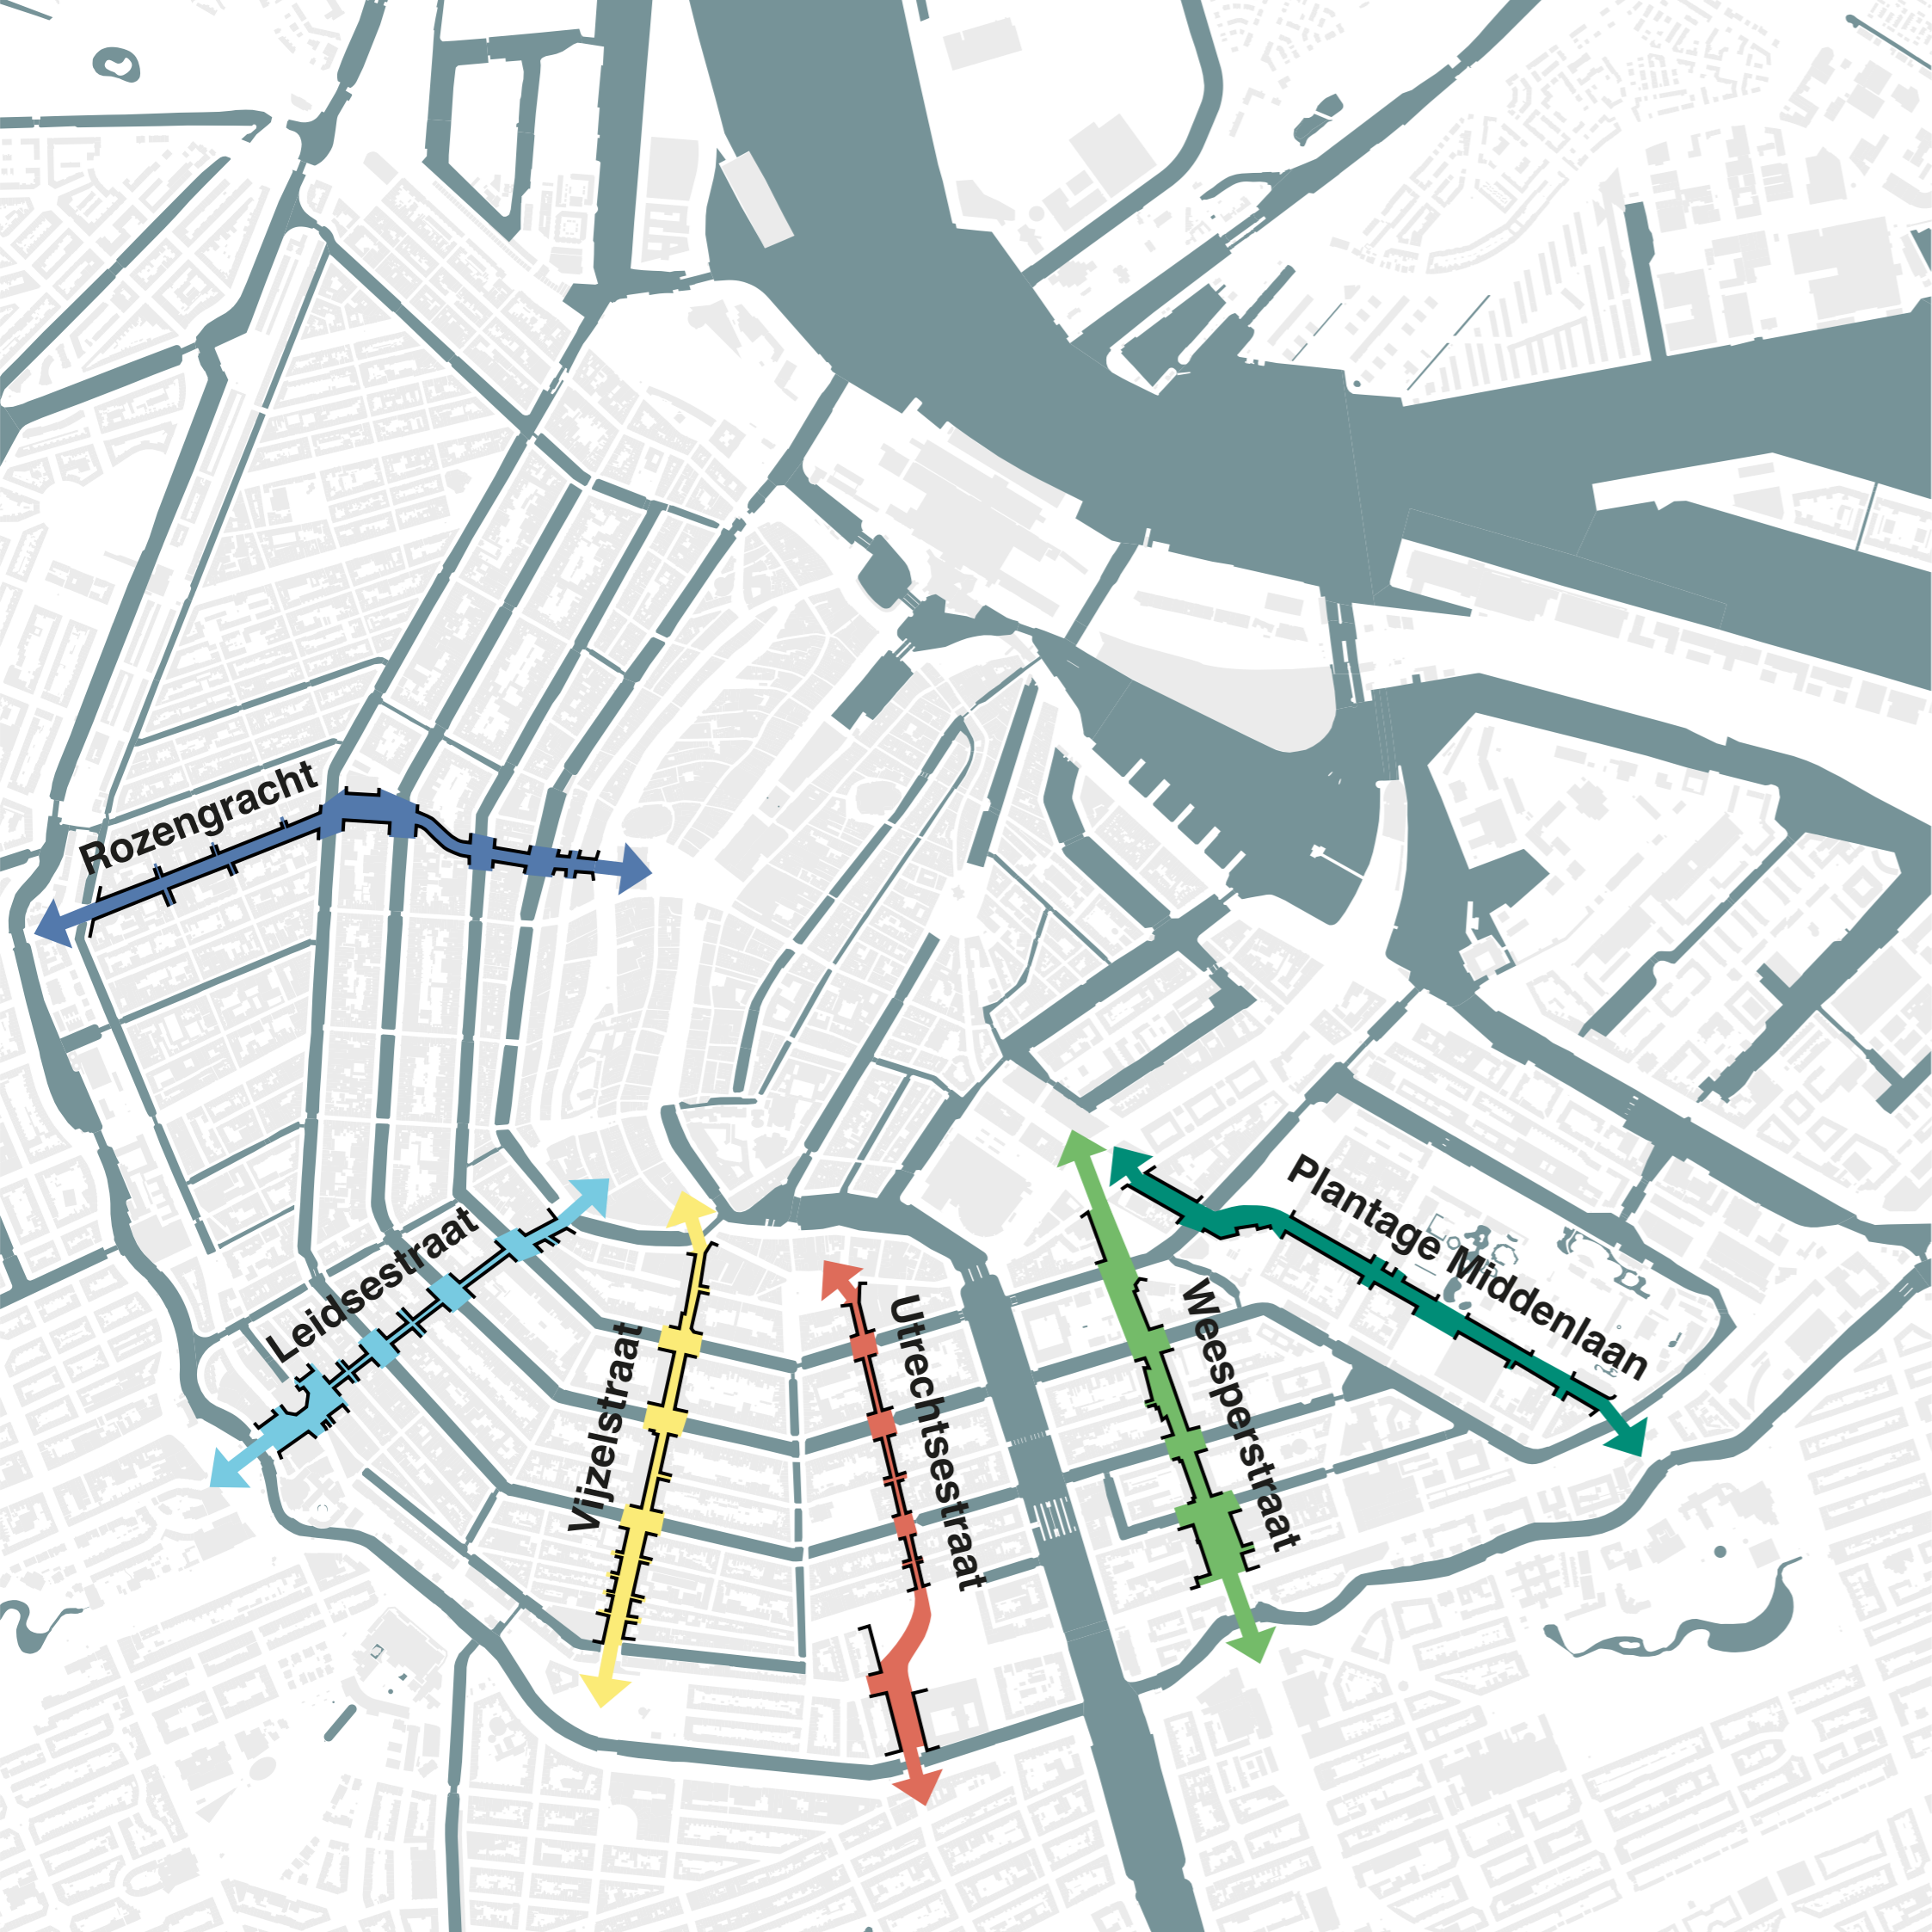 Rozengracht
Plantage Middenlaan
Leidsestraat
Weesperstraat
Utrechtsestraat
Vijzelstraat